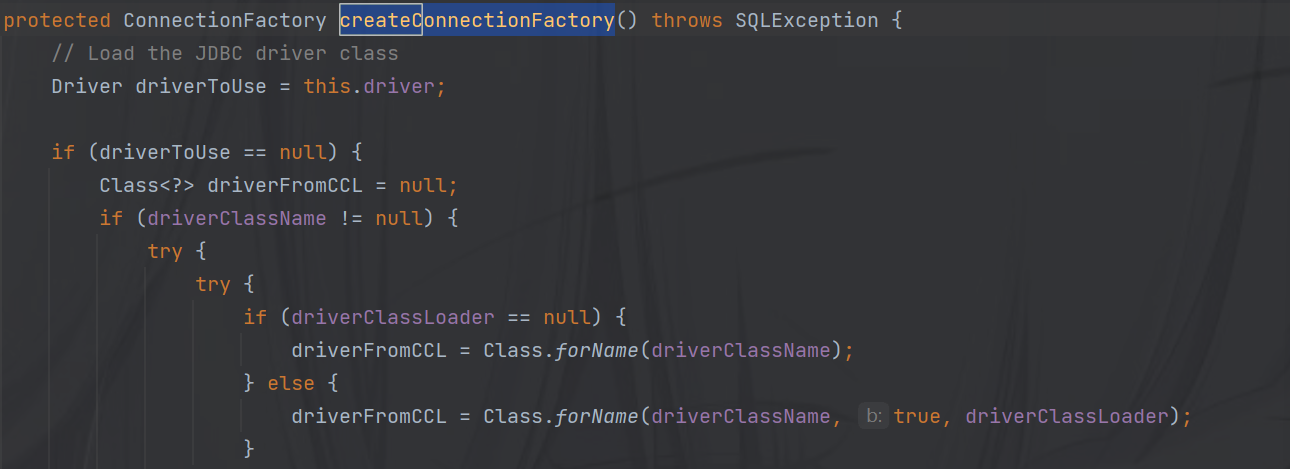 protected ConnectionFactory createConnectionFactory() throws SQLException {
// Load the JDBC driver class
Driver driverToUse = this.driver;
if (driverToUse == null) {
Class<?> driverFromCCL = null;
if (driverClassName != null) {
try {
try {
if (driverClassLoader == null) {
driverFromCCL = Class.forName(driverClassName);
} else {
driverFromCCL = Class.forName(driverClassName, b: true, driverClassLoader);
}